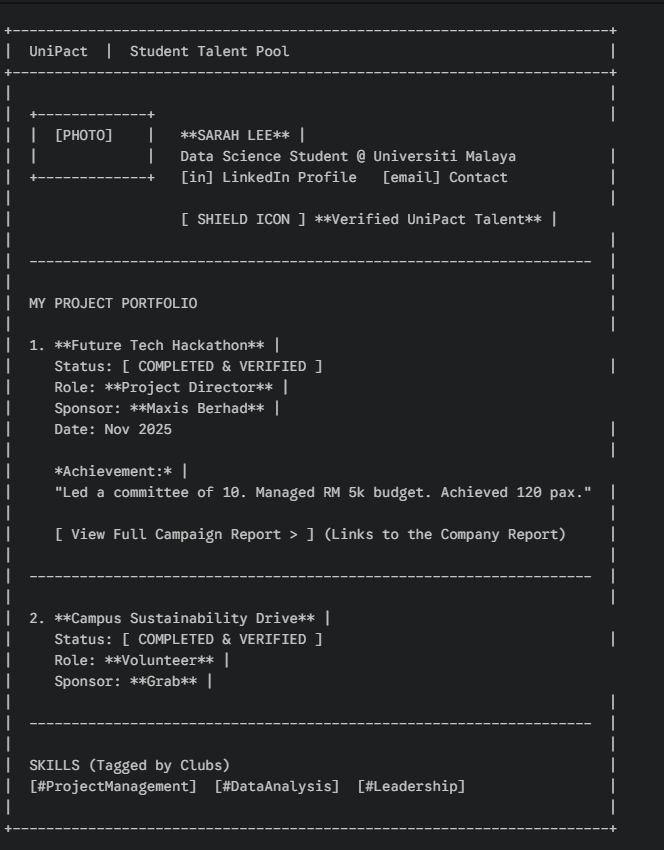 +-----------------------------------------------------------------------+
|  UniPact  |  Student Talent Pool                                      |
+-----------------------------------------------------------------------+
|                                                                       |
|  +-------------+                                                      |
|  |  [PHOTO]    |   **SARAH LEE** |
|  |             |   Data Science Student @ Universiti Malaya           |
|  +-------------+   [in] LinkedIn Profile   [email] Contact            |
|                                                                       |
|                    [ SHIELD ICON ] **Verified UniPact Talent** |
|                                                                       |
|  -------------------------------------------------------------------  |
|                                                                       |
|  MY PROJECT PORTFOLIO                                                 |
|                                                                       |
|  1. **Future Tech Hackathon** |
|     Status: [ COMPLETED & VERIFIED ]                                  |
|     Role: **Project Director** |
|     Sponsor: **Maxis Berhad** |
|     Date: Nov 2025                                                    |
|                                                                       |
|     *Achievement:* |
|     "Led a committee of 10. Managed RM 5k budget. Achieved 120 pax."  |
|                                                                       |
|     [ View Full Campaign Report > ] (Links to the Company Report)     |
|                                                                       |
|  -------------------------------------------------------------------  |
|                                                                       |
|  2. **Campus Sustainability Drive** |
|     Status: [ COMPLETED & VERIFIED ]                                  |
|     Role: **Volunteer** |
|     Sponsor: **Grab** |
|                                                                       |
|  -------------------------------------------------------------------  |
|                                                                       |
|  SKILLS (Tagged by Clubs)                                             |
|  [#ProjectManagement]  [#DataAnalysis]  [#Leadership]                 |
|                                                                       |
+-----------------------------------------------------------------------+